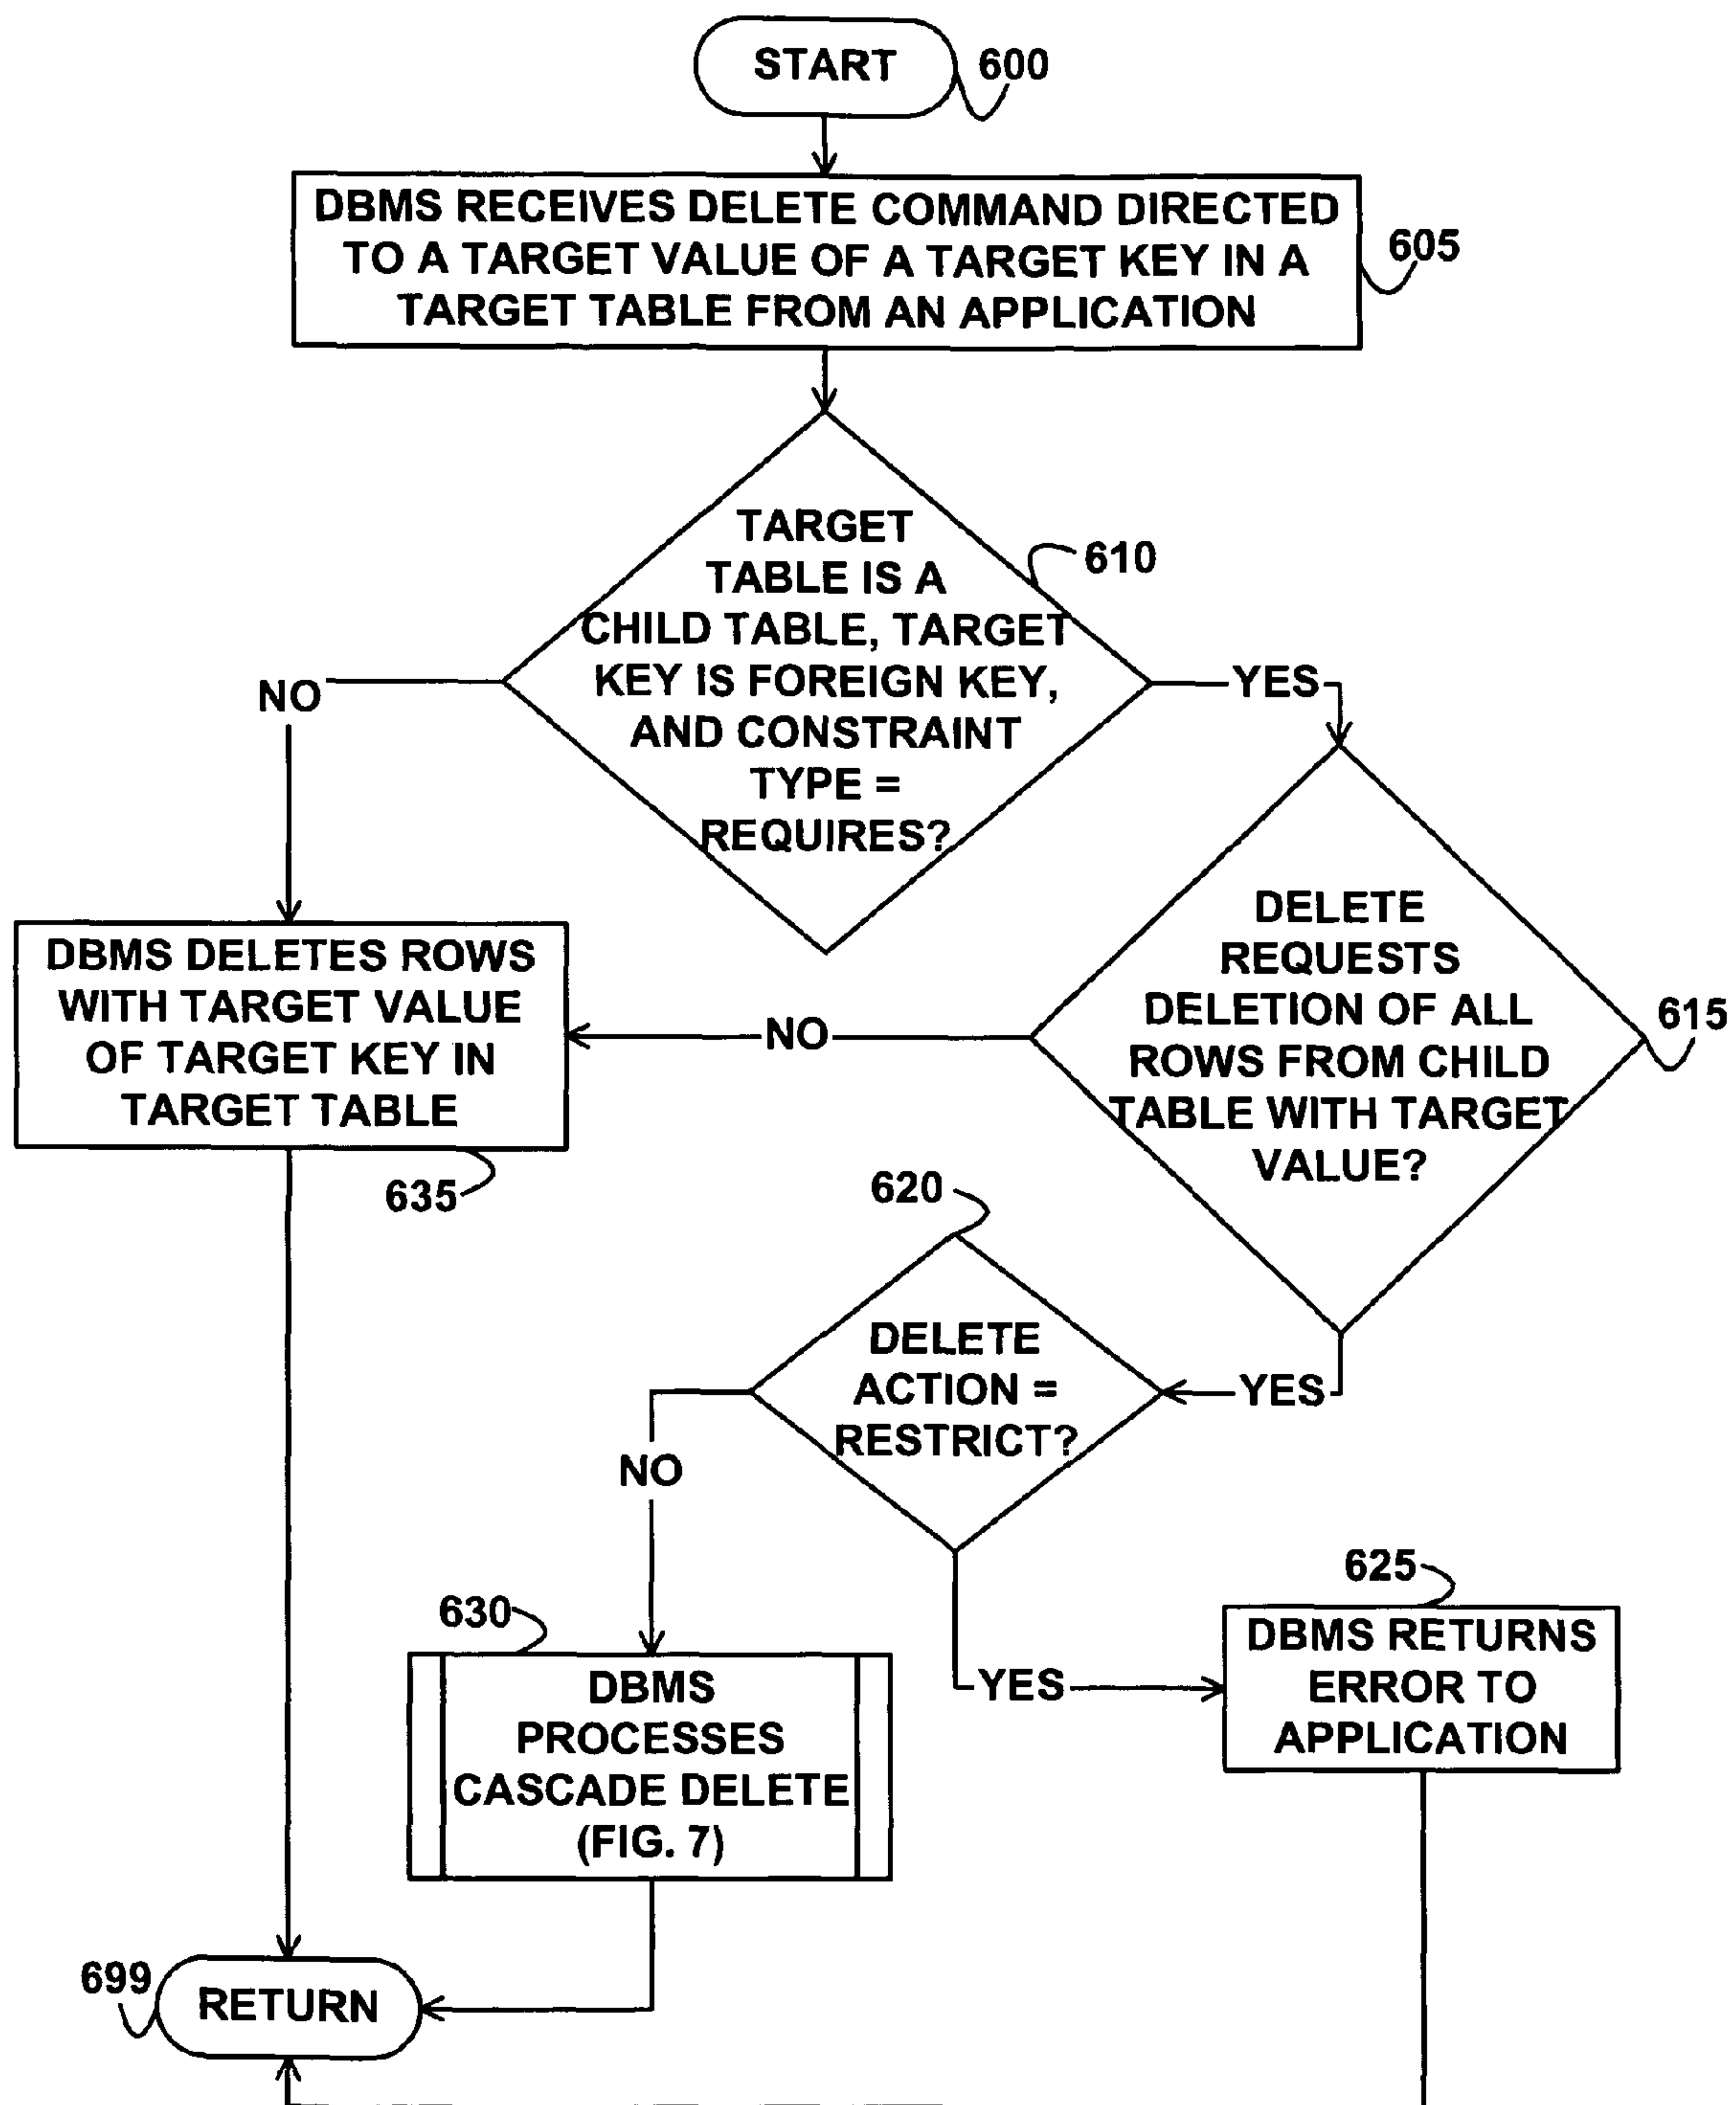 START
600
DBMS RECEIVES DELETE COMMAND DIRECTED
TO A TARGET VALUE OF A TARGET KEY IN A
TARGET TABLE FROM AN APPLICATION
605
TARGET
TABLE IS A
CHILD TABLE, TARGET
KEY IS FOREIGN KEY,
AND CONSTRAINT
TYPE =
REQUIRES?
610
NO
YES
DBMS DELETES ROWS
WITH TARGET VALUE
OF TARGET KEY IN
TARGET TABLE
635
DELETE
REQUESTS
DELETION OF ALL
ROWS FROM CHILD
TABLE WITH TARGET
VALUE?
615
NO
YES
620
DELETE
ACTION =
RESTRICT?
NO
YES
625
DBMS RETURNS
ERROR TO
APPLICATION
630
DBMS
PROCESSES
CASCADE DELETE
(FIG. 7)
699
RETURN